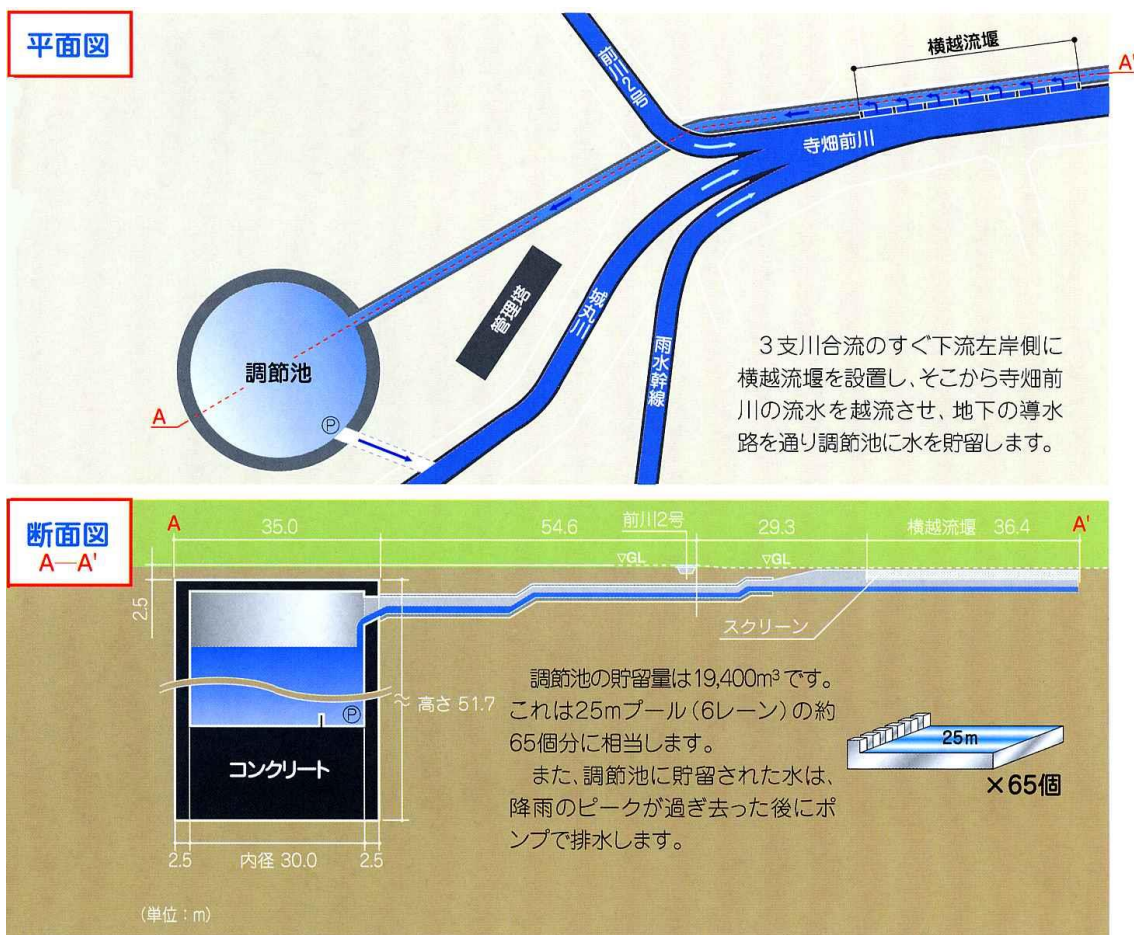 平面図
横越流堰
A'
前川2号
寺畑前川
調節池
A
P
管理塔
城丸川
雨水幹線
3支川合流のすぐ下流左岸側に
横越流堰を設置し、そこから寺畑前
川の流水を越流させ、地下の導水
路を通り調節池に水を貯留します。
断面図
A―A'
A
35.0
54.6
前川2号
29.3
横越流堰 36.4
A'
▽GL
▽GL
2.5
スクリーン
高さ 51.7
P
コンクリート
2.5
内径 30.0
2.5
(単位:m)
調節池の貯留量は19,400m³です。
これは25mプール(6レーン)の約
65個分に相当します。
また、調節池に貯留された水は、
降雨のピークが過ぎ去った後にポ
ンプで排水します。
25m
×65個